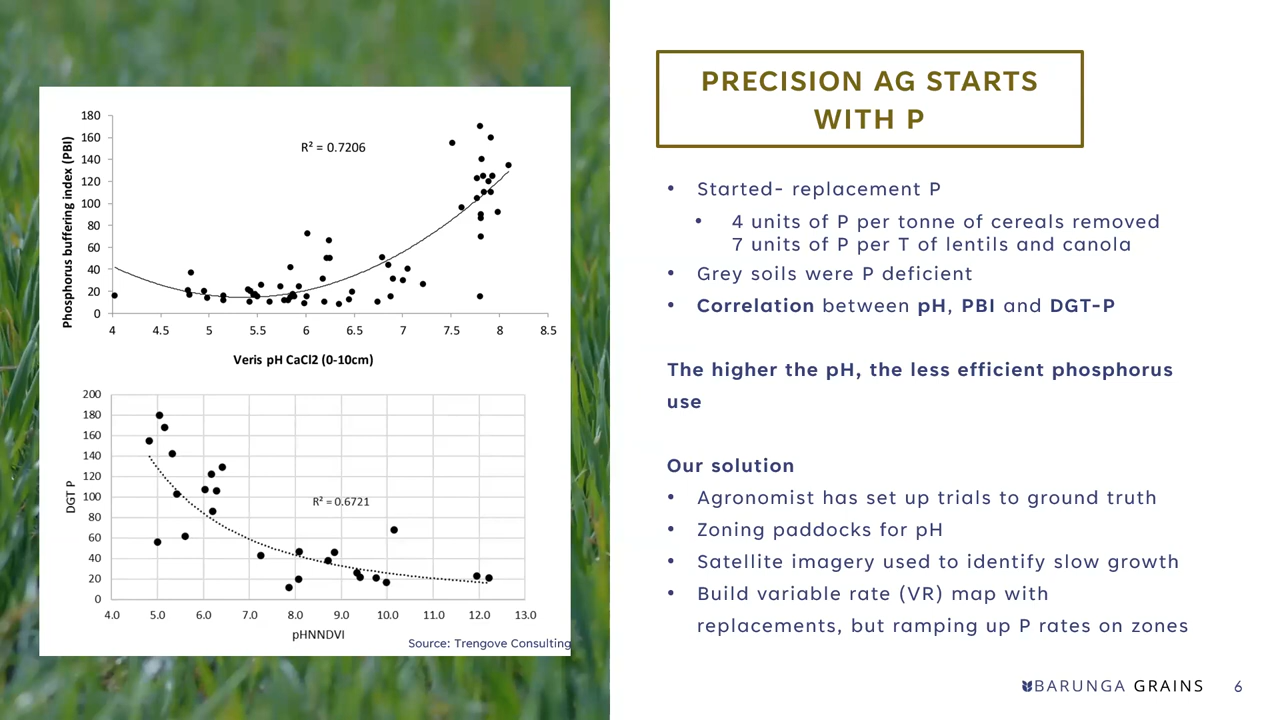 180
160
140
120
100
80
60
40
20
0
Phosphorus buffering index (PBI)
R² = 0.7206
4 4.5 5 5.5 6 6.5 7 7.5 8 8.5
Veris pH CaCl2 (0-10cm)
200
180
160
140
120
100
80
60
40
20
0
DGT P
R² = 0.6721
4.0 5.0 6.0 7.0 8.0 9.0 10.0 11.0 12.0 13.0
pHNNDVI
Source: Trengove Consulting
PRECISION AG STARTS
WITH P
• Started- replacement P
• 4 units of P per tonne of cereals removed
7 units of P per T of lentils and canola
• Grey soils were P deficient
• Correlation between pH, PBI and DGT-P
The higher the pH, the less efficient phosphorus
use
Our solution
• Agronomist has set up trials to ground truth
• Zoning paddocks for pH
• Satellite imagery used to identify slow growth
• Build variable rate (VR) map with
replacements, but ramping up P rates on zones
BARUNGA GRAINS 6